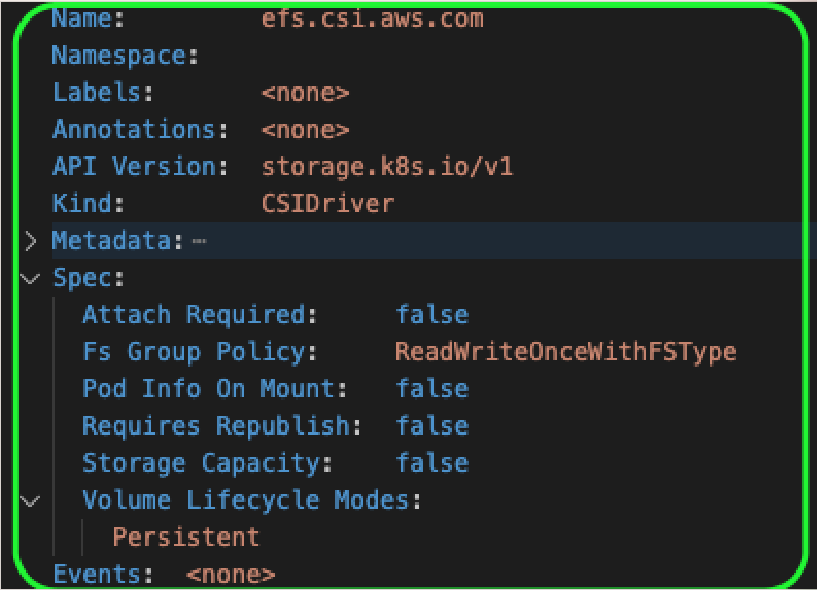 Name: efs.csi.aws.com
Namespace:
Labels: <none>
Annotations: <none>
API Version: storage.k8s.io/v1
Kind: CSIDriver
Metadata: ⋯
Spec:
Attach Required: false
Fs Group Policy: ReadWriteOnceWithFSType
Pod Info On Mount: false
Requires Republish: false
Storage Capacity: false
Volume Lifecycle Modes:
Persistent
Events: <none>